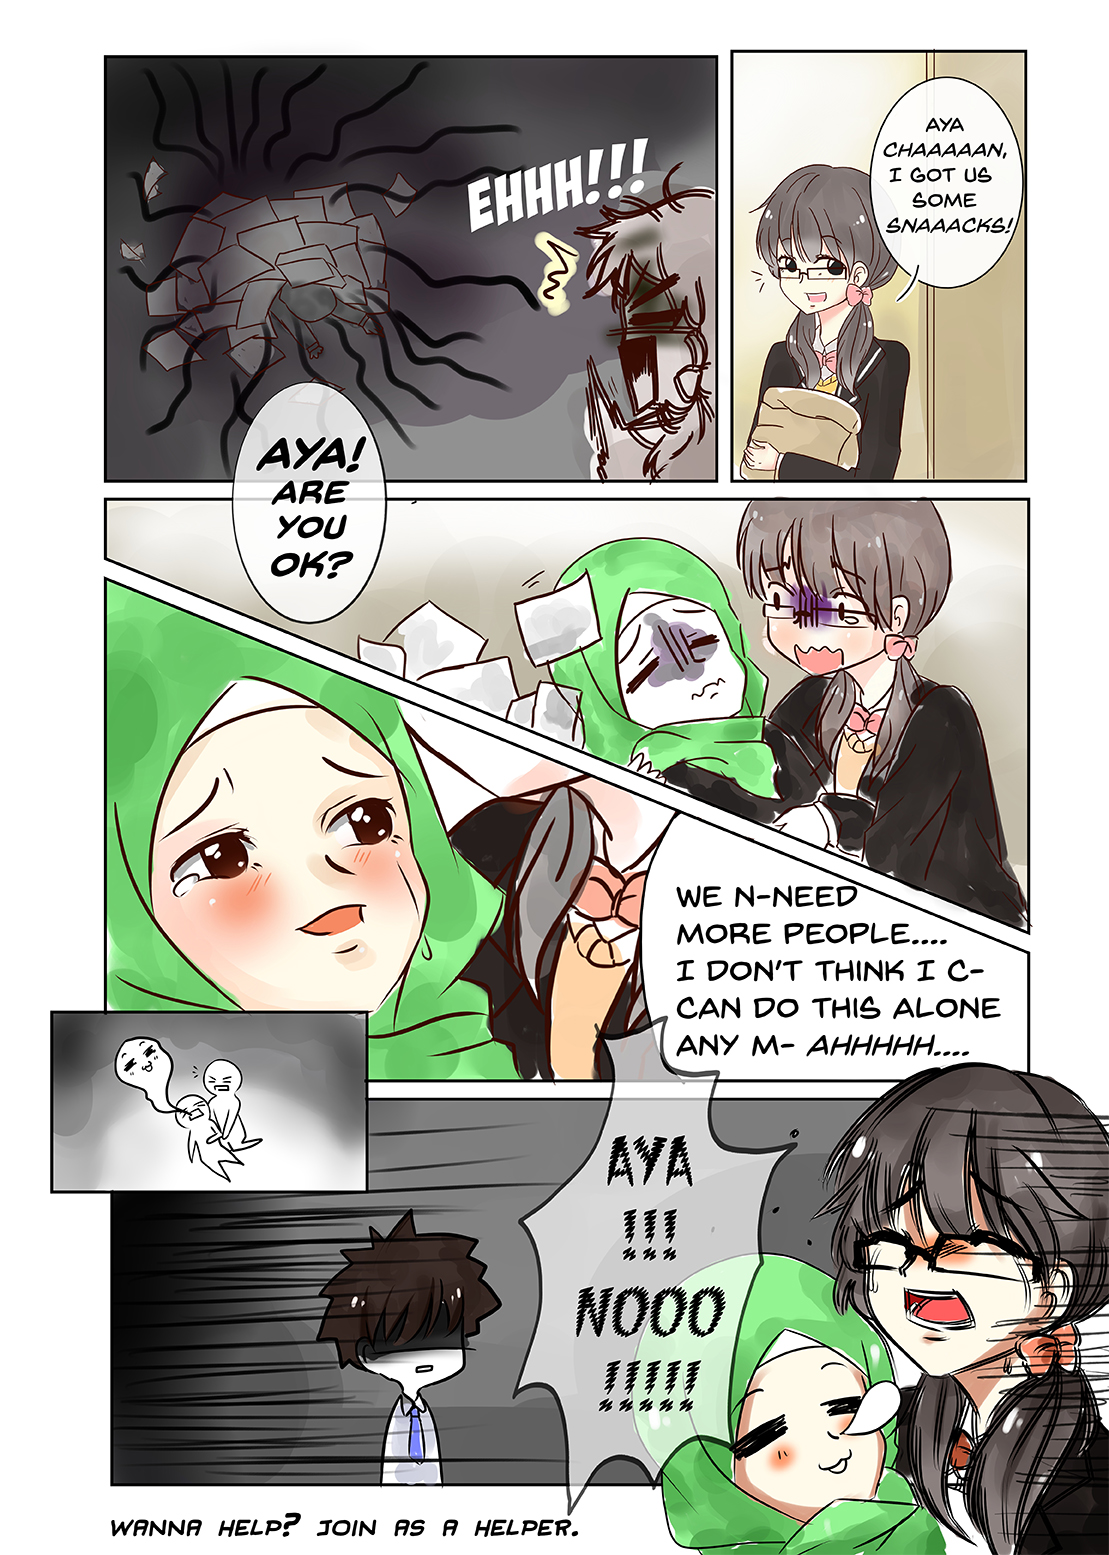 AYA
CHAAAAAN,
I GOT US
SOME
SNAAACKS!
EHHH!!!
AYA!
ARE
YOU
OK?
WE N-NEED
MORE PEOPLE....
I DON'T THINK I C-
CAN DO THIS ALONE
ANY M- AHHHHH....
AYA
!!!
NOOO
!!!!!
WANNA HELP? JOIN AS A HELPER.